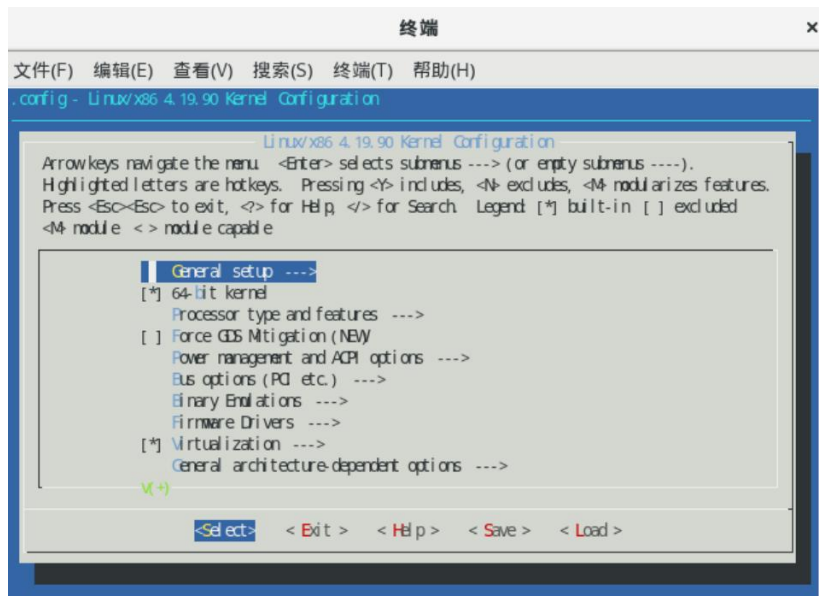 终端 ×
文件(F) 编辑(E) 查看(V) 搜索(S) 终端(T) 帮助(H)
.config - Linux/x86 4.19.90 Kernel Configuration
Linux/x86 4.19.90 Kernel Configuration
Arrow keys navigate the menu. <Enter> selects submenus ---> (or empty submenus ----).
Highlighted letters are hotkeys. Pressing <Y> includes, <N> excludes, <M> modularizes features.
Press <Esc><Esc> to exit, <?> for Help, </> for Search. Legend: [*] built-in [ ] excluded
<M> module < > module capable
General setup --->
[*] 64-bit kernel
Processor type and features --->
[ ] Force GDS Mitigation (NEW)
Power management and ACPI options --->
Bus options (PCI etc.) --->
Binary Emulations --->
Firmware Drivers --->
[*] Virtualization --->
General architecture-dependent options --->
v(+)
<Select> < Exit > < Help > < Save > < Load >